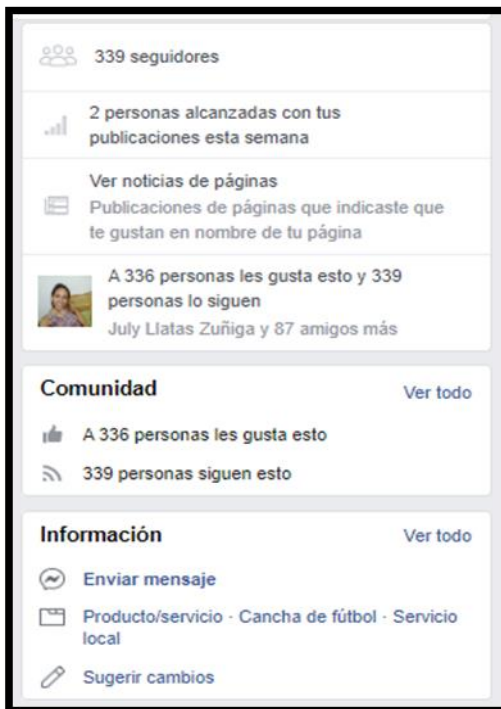 339 seguidores
2 personas alcanzadas con tus
publicaciones esta semana
Ver noticias de páginas
Publicaciones de páginas que indicaste que
te gustan en nombre de tu página
A 336 personas les gusta esto y 339
personas lo siguen
July Llatas Zuñiga y 87 amigos más
Comunidad
Ver todo
A 336 personas les gusta esto
339 personas siguen esto
Información
Ver todo
Enviar mensaje
Producto/servicio · Cancha de fútbol · Servicio
local
Sugerir cambios